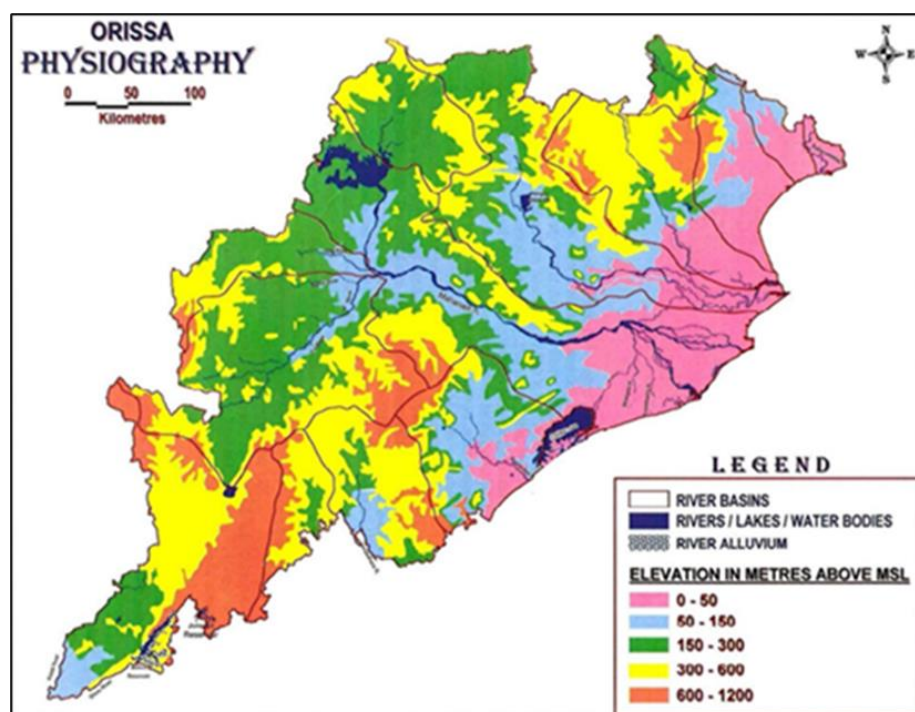 ORISSA
PHYSIOGRAPHY
0 50 100
Kilometres
N
W E
S
LEGEND
RIVER BASINS
RIVERS / LAKES / WATER BODIES
RIVER ALLUVIUM
ELEVATION IN METRES ABOVE MSL
0 - 50
50 - 150
150 - 300
300 - 600
600 - 1200